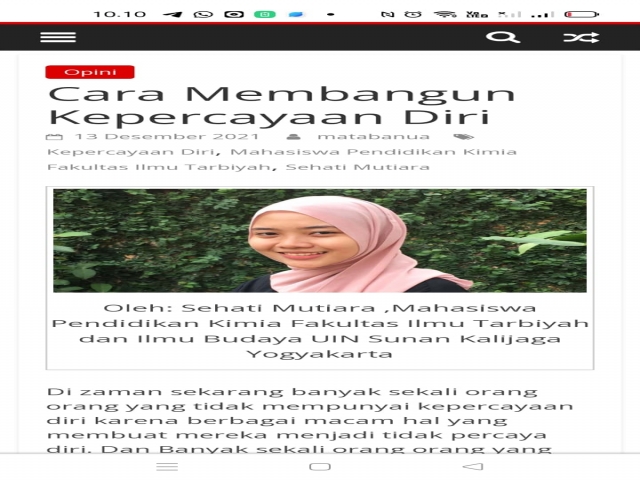 10.10
Opini
Cara Membangun
Kepercayaan Diri
13 Desember 2021 matabanua
Kepercayaan Diri, Mahasiswa Pendidikan Kimia
Fakultas Ilmu Tarbiyah, Sehati Mutiara
Oleh: Sehati Mutiara ,Mahasiswa
Pendidikan Kimia Fakultas Ilmu Tarbiyah
dan Ilmu Budaya UIN Sunan Kalijaga
Yogyakarta
Di zaman sekarang banyak sekali orang
orang yang tidak mempunyai kepercayaan
diri karena berbagai macam hal yang
membuat mereka menjadi tidak percaya
diri. Dan Banyak sekali orang orang yang